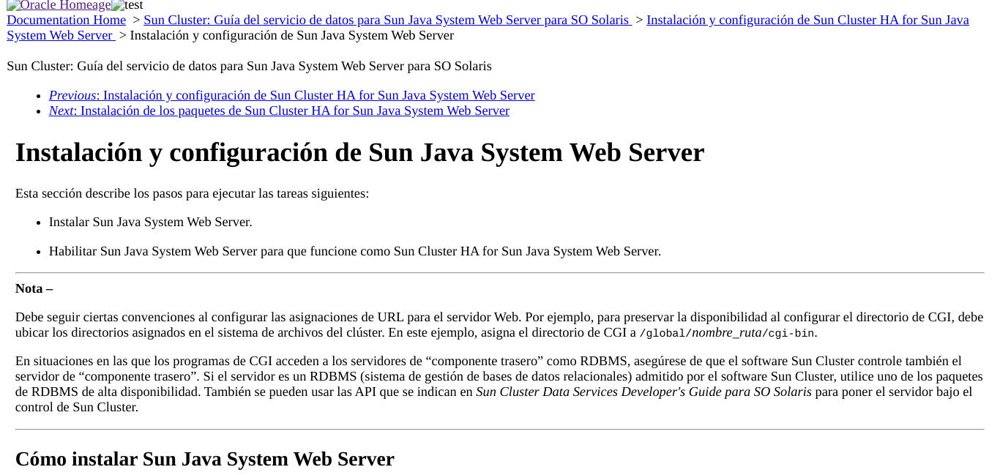 Oracle Homeage test
Documentation Home > Sun Cluster: Guía del servicio de datos para Sun Java System Web Server para SO Solaris > Instalación y configuración de Sun Cluster HA for Sun Java
System Web Server > Instalación y configuración de Sun Java System Web Server
Sun Cluster: Guía del servicio de datos para Sun Java System Web Server para SO Solaris
• Previous: Instalación y configuración de Sun Cluster HA for Sun Java System Web Server
• Next: Instalación de los paquetes de Sun Cluster HA for Sun Java System Web Server
Instalación y configuración de Sun Java System Web Server
Esta sección describe los pasos para ejecutar las tareas siguientes:
• Instalar Sun Java System Web Server.
• Habilitar Sun Java System Web Server para que funcione como Sun Cluster HA for Sun Java System Web Server.
Nota –
Debe seguir ciertas convenciones al configurar las asignaciones de URL para el servidor Web. Por ejemplo, para preservar la disponibilidad al configurar el directorio de CGI, debe
ubicar los directorios asignados en el sistema de archivos del clúster. En este ejemplo, asigna el directorio de CGI a /global/nombre_ruta/cgi-bin.
En situaciones en las que los programas de CGI acceden a los servidores de “componente trasero” como RDBMS, asegúrese de que el software Sun Cluster controle también el
servidor de “componente trasero”. Si el servidor es un RDBMS (sistema de gestión de bases de datos relacionales) admitido por el software Sun Cluster, utilice uno de los paquetes
de RDBMS de alta disponibilidad. También se pueden usar las API que se indican en Sun Cluster Data Services Developer's Guide para SO Solaris para poner el servidor bajo el
control de Sun Cluster.
Cómo instalar Sun Java System Web Server